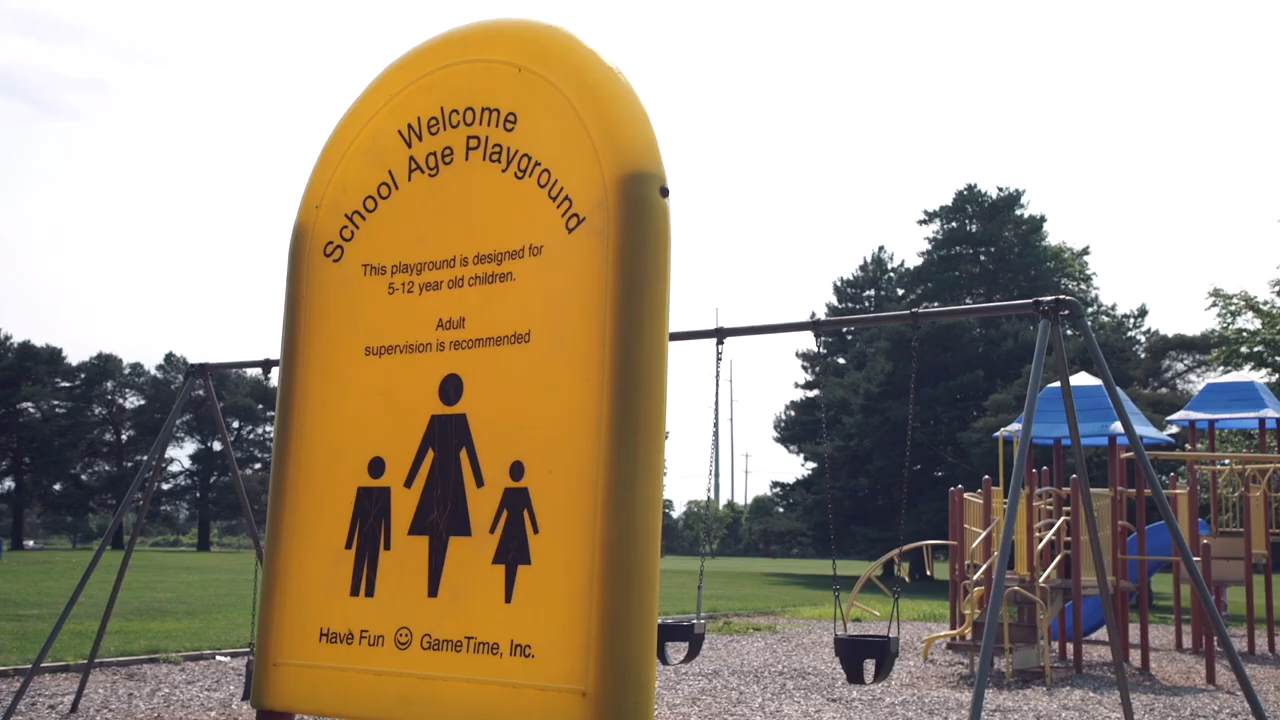 Welcome
School Age Playground
This playground is designed for
5-12 year old children.
Adult
supervision is recommended
Have Fun ☺ GameTime, Inc.